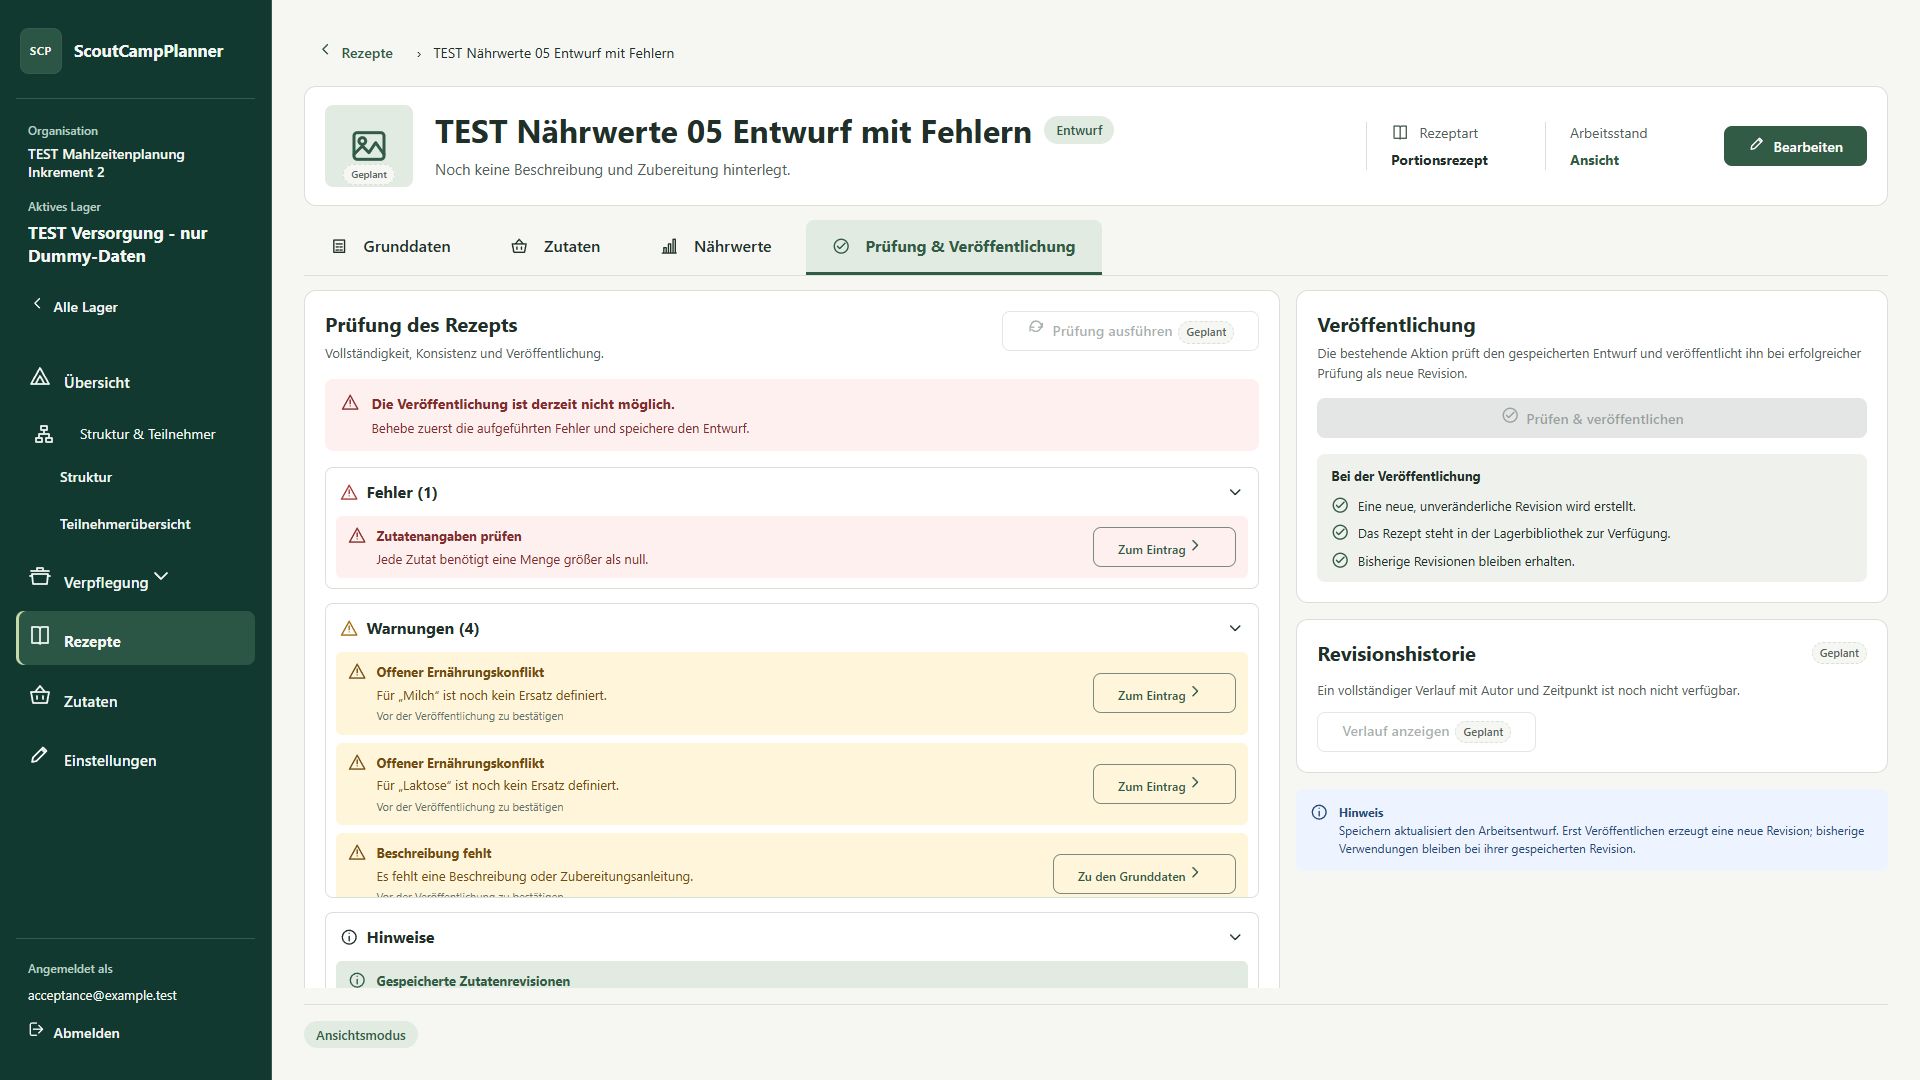 SCP
ScoutCampPlanner
Organisation
TEST Mahlzeitenplanung
Inkrement 2
Aktives Lager
TEST Versorgung - nur
Dummy-Daten
Alle Lager
Übersicht
Struktur & Teilnehmer
Struktur
Teilnehmerübersicht
Verpflegung
Rezepte
Zutaten
Einstellungen
Angemeldet als
acceptance@example.test
Abmelden
Rezepte › TEST Nährwerte 05 Entwurf mit Fehlern
Geplant
TEST Nährwerte 05 Entwurf mit Fehlern Entwurf
Noch keine Beschreibung und Zubereitung hinterlegt.
Rezeptart
Portionsrezept
Arbeitsstand
Ansicht
Bearbeiten
Grunddaten Zutaten Nährwerte Prüfung & Veröffentlichung
Prüfung des Rezepts
Vollständigkeit, Konsistenz und Veröffentlichung.
Prüfung ausführen Geplant
Die Veröffentlichung ist derzeit nicht möglich.
Behebe zuerst die aufgeführten Fehler und speichere den Entwurf.
Fehler (1)
Zutatenangaben prüfen
Jede Zutat benötigt eine Menge größer als null.
Zum Eintrag
Warnungen (4)
Offener Ernährungskonflikt
Für „Milch“ ist noch kein Ersatz definiert.
Vor der Veröffentlichung zu bestätigen
Zum Eintrag
Offener Ernährungskonflikt
Für „Laktose“ ist noch kein Ersatz definiert.
Vor der Veröffentlichung zu bestätigen
Zum Eintrag
Beschreibung fehlt
Es fehlt eine Beschreibung oder Zubereitungsanleitung.
Vor der Veröffentlichung zu bestätigen
Zu den Grunddaten
Hinweise
Gespeicherte Zutatenrevisionen
Veröffentlichung
Die bestehende Aktion prüft den gespeicherten Entwurf und veröffentlicht ihn bei erfolgreicher
Prüfung als neue Revision.
Prüfen & veröffentlichen
Bei der Veröffentlichung
Eine neue, unveränderliche Revision wird erstellt.
Das Rezept steht in der Lagerbibliothek zur Verfügung.
Bisherige Revisionen bleiben erhalten.
Revisionshistorie
Geplant
Ein vollständiger Verlauf mit Autor und Zeitpunkt ist noch nicht verfügbar.
Verlauf anzeigen Geplant
Hinweis
Speichern aktualisiert den Arbeitsentwurf. Erst Veröffentlichen erzeugt eine neue Revision; bisherige
Verwendungen bleiben bei ihrer gespeicherten Revision.
Ansichtsmodus